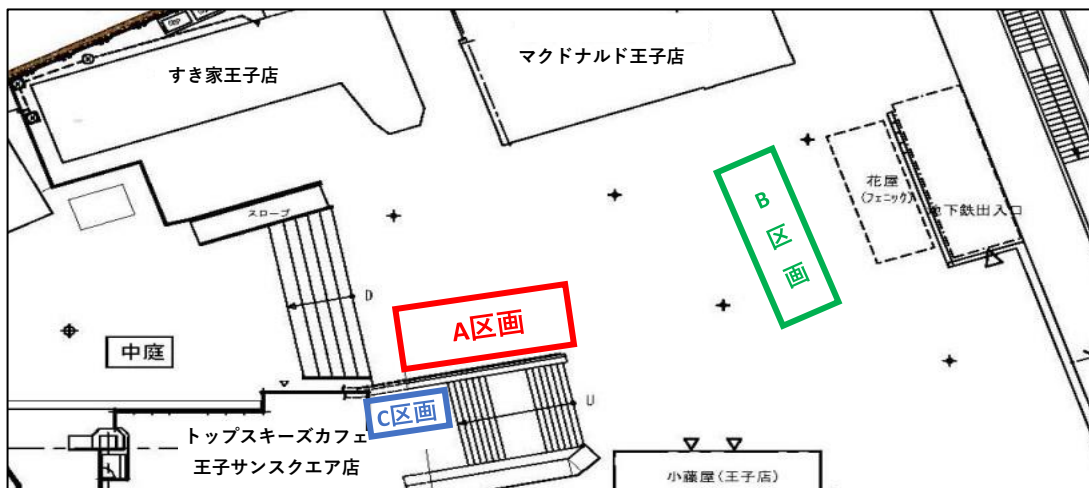 すき家王子店
マクドナルド王子店
花屋
(フェニックス)
地下鉄出入口
スロープ
B区画
D
A区画
中庭
C区画
U
トップスキーズカフェ
王子サンスクエア店
小藤屋(王子店)